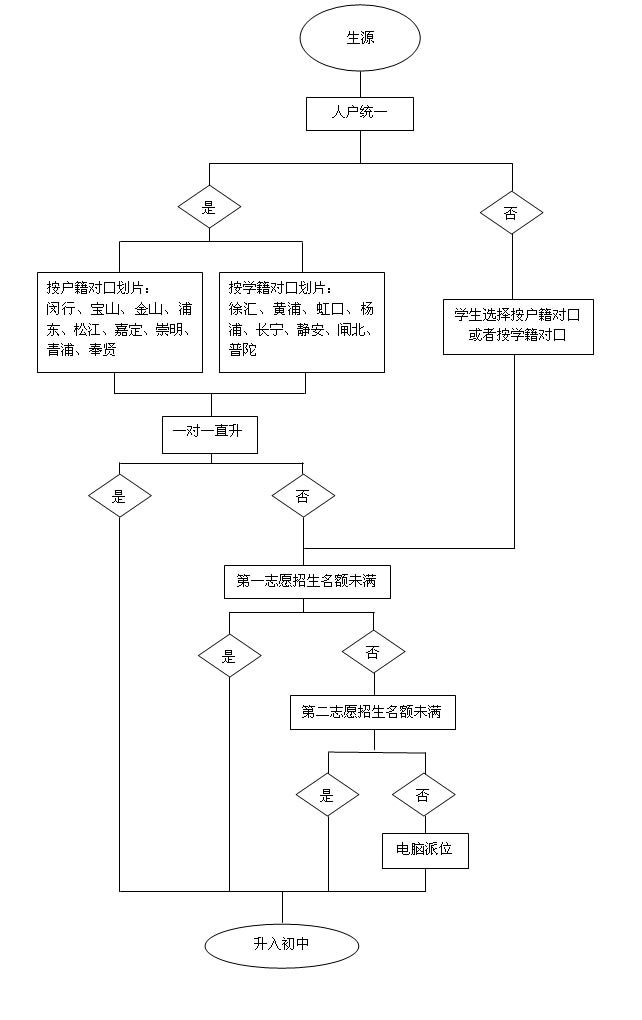 生源
人户统一
是
否
按户籍对口划片：
闵行、宝山、金山、浦
东、松江、嘉定、崇明、
青浦、奉贤
按学籍对口划片：
徐汇、黄浦、虹口、杨
浦、长宁、静安、闸北、
普陀
学生选择按户籍对口
或者按学籍对口
一对一直升
是
否
第一志愿招生名额未满
是
否
第二志愿招生名额未满
是
否
电脑派位
升入初中